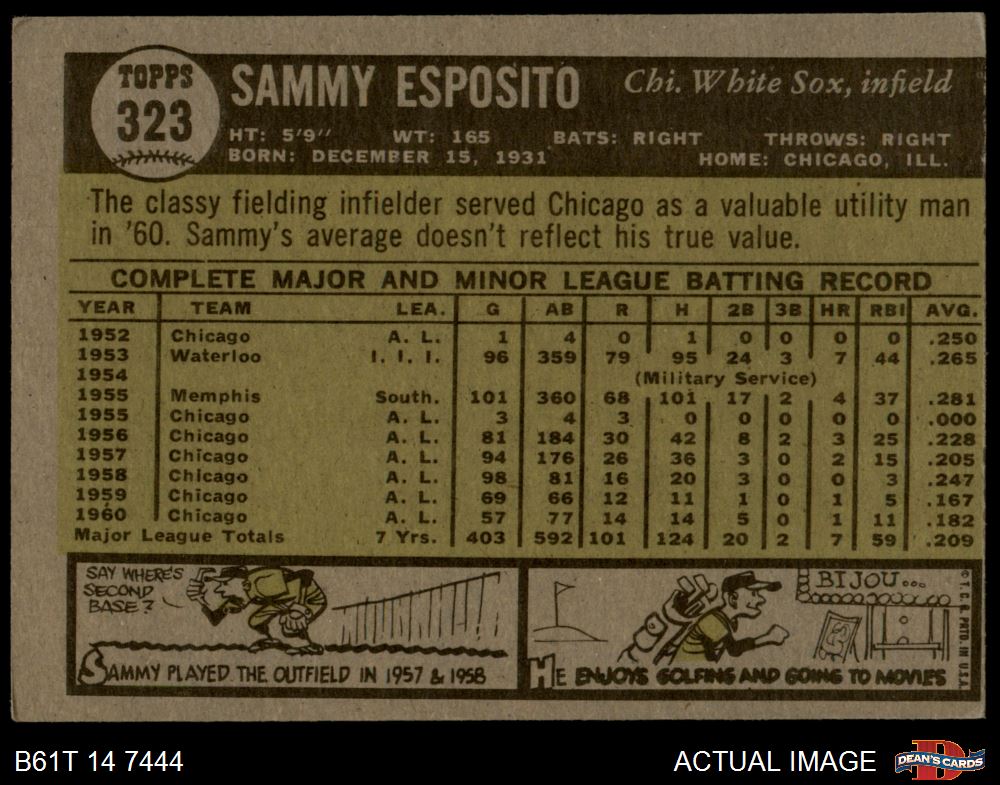 TOPPS
323
SAMMY ESPOSITO
Chi. White Sox, infield
HT: 5'9" WT: 165 BATS: RIGHT THROWS: RIGHT
BORN: DECEMBER 15, 1931 HOME: CHICAGO, ILL.
The classy fielding infielder served Chicago as a valuable utility man
in '60. Sammy's average doesn't reflect his true value.
COMPLETE MAJOR AND MINOR LEAGUE BATTING RECORD
YEAR TEAM LEA. G AB R H 2B 3B HR RBI AVG.
1952 Chicago A. L. 1 4 0 1 0 0 0 0 .250
1953 Waterloo I. I. I. 96 359 79 95 24 3 7 44 .265
1954 (Military Service)
1955 Memphis South. 101 360 68 101 17 2 4 37 .281
1955 Chicago A. L. 3 4 3 0 0 0 0 0 .000
1956 Chicago A. L. 81 184 30 42 8 2 3 25 .228
1957 Chicago A. L. 94 176 26 36 3 0 2 15 .205
1958 Chicago A. L. 98 81 16 20 3 0 0 3 .247
1959 Chicago A. L. 69 66 12 11 1 0 1 5 .167
1960 Chicago A. L. 57 77 14 14 5 0 1 11 .182
Major League Totals 7 Yrs. 403 592 101 124 20 2 7 59 .209
SAY WHERE'S
SECOND
BASE?
SAMMY PLAYED THE OUTFIELD IN 1957 & 1958
BIJOU...
HE ENJOYS GOLFING AND GOING TO MOVIES
© T. C. G. PRTD. IN U.S.A.
B61T 14 7444
ACTUAL IMAGE
DEAN'S CARDS